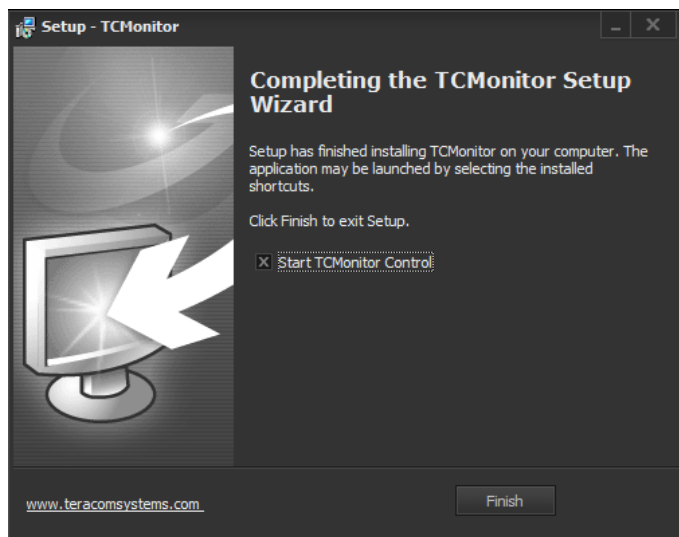 Setup - TCMonitor
Completing the TCMonitor Setup
Wizard
Setup has finished installing TCMonitor on your computer. The
application may be launched by selecting the installed
shortcuts.
Click Finish to exit Setup.
Start TCMonitor Control
www.teracomsystems.com
Finish